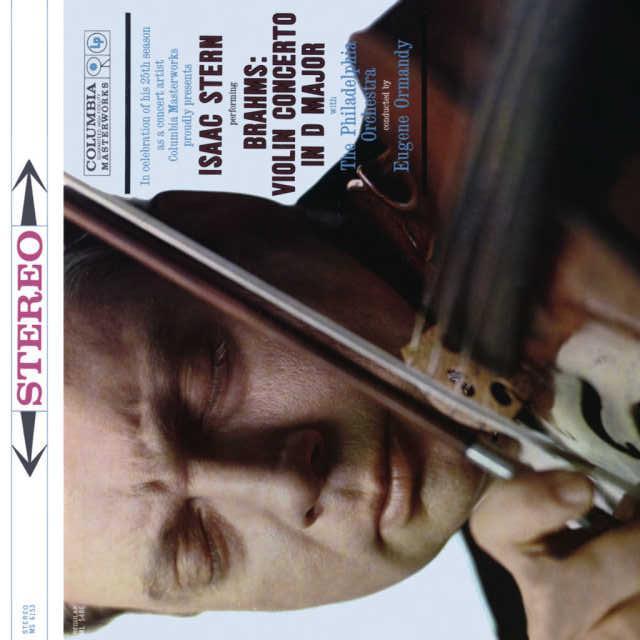 STEREO
COLUMBIA
MASTERWORKS
LP
In celebration of his 25th season
as a concert artist,
Columbia Masterworks
proudly presents
ISAAC STERN
performing
BRAHMS:
VIOLIN CONCERTO
IN D MAJOR
with
The Philadelphia
Orchestra
conducted by
Eugene Ormandy
STEREO
MS 6153